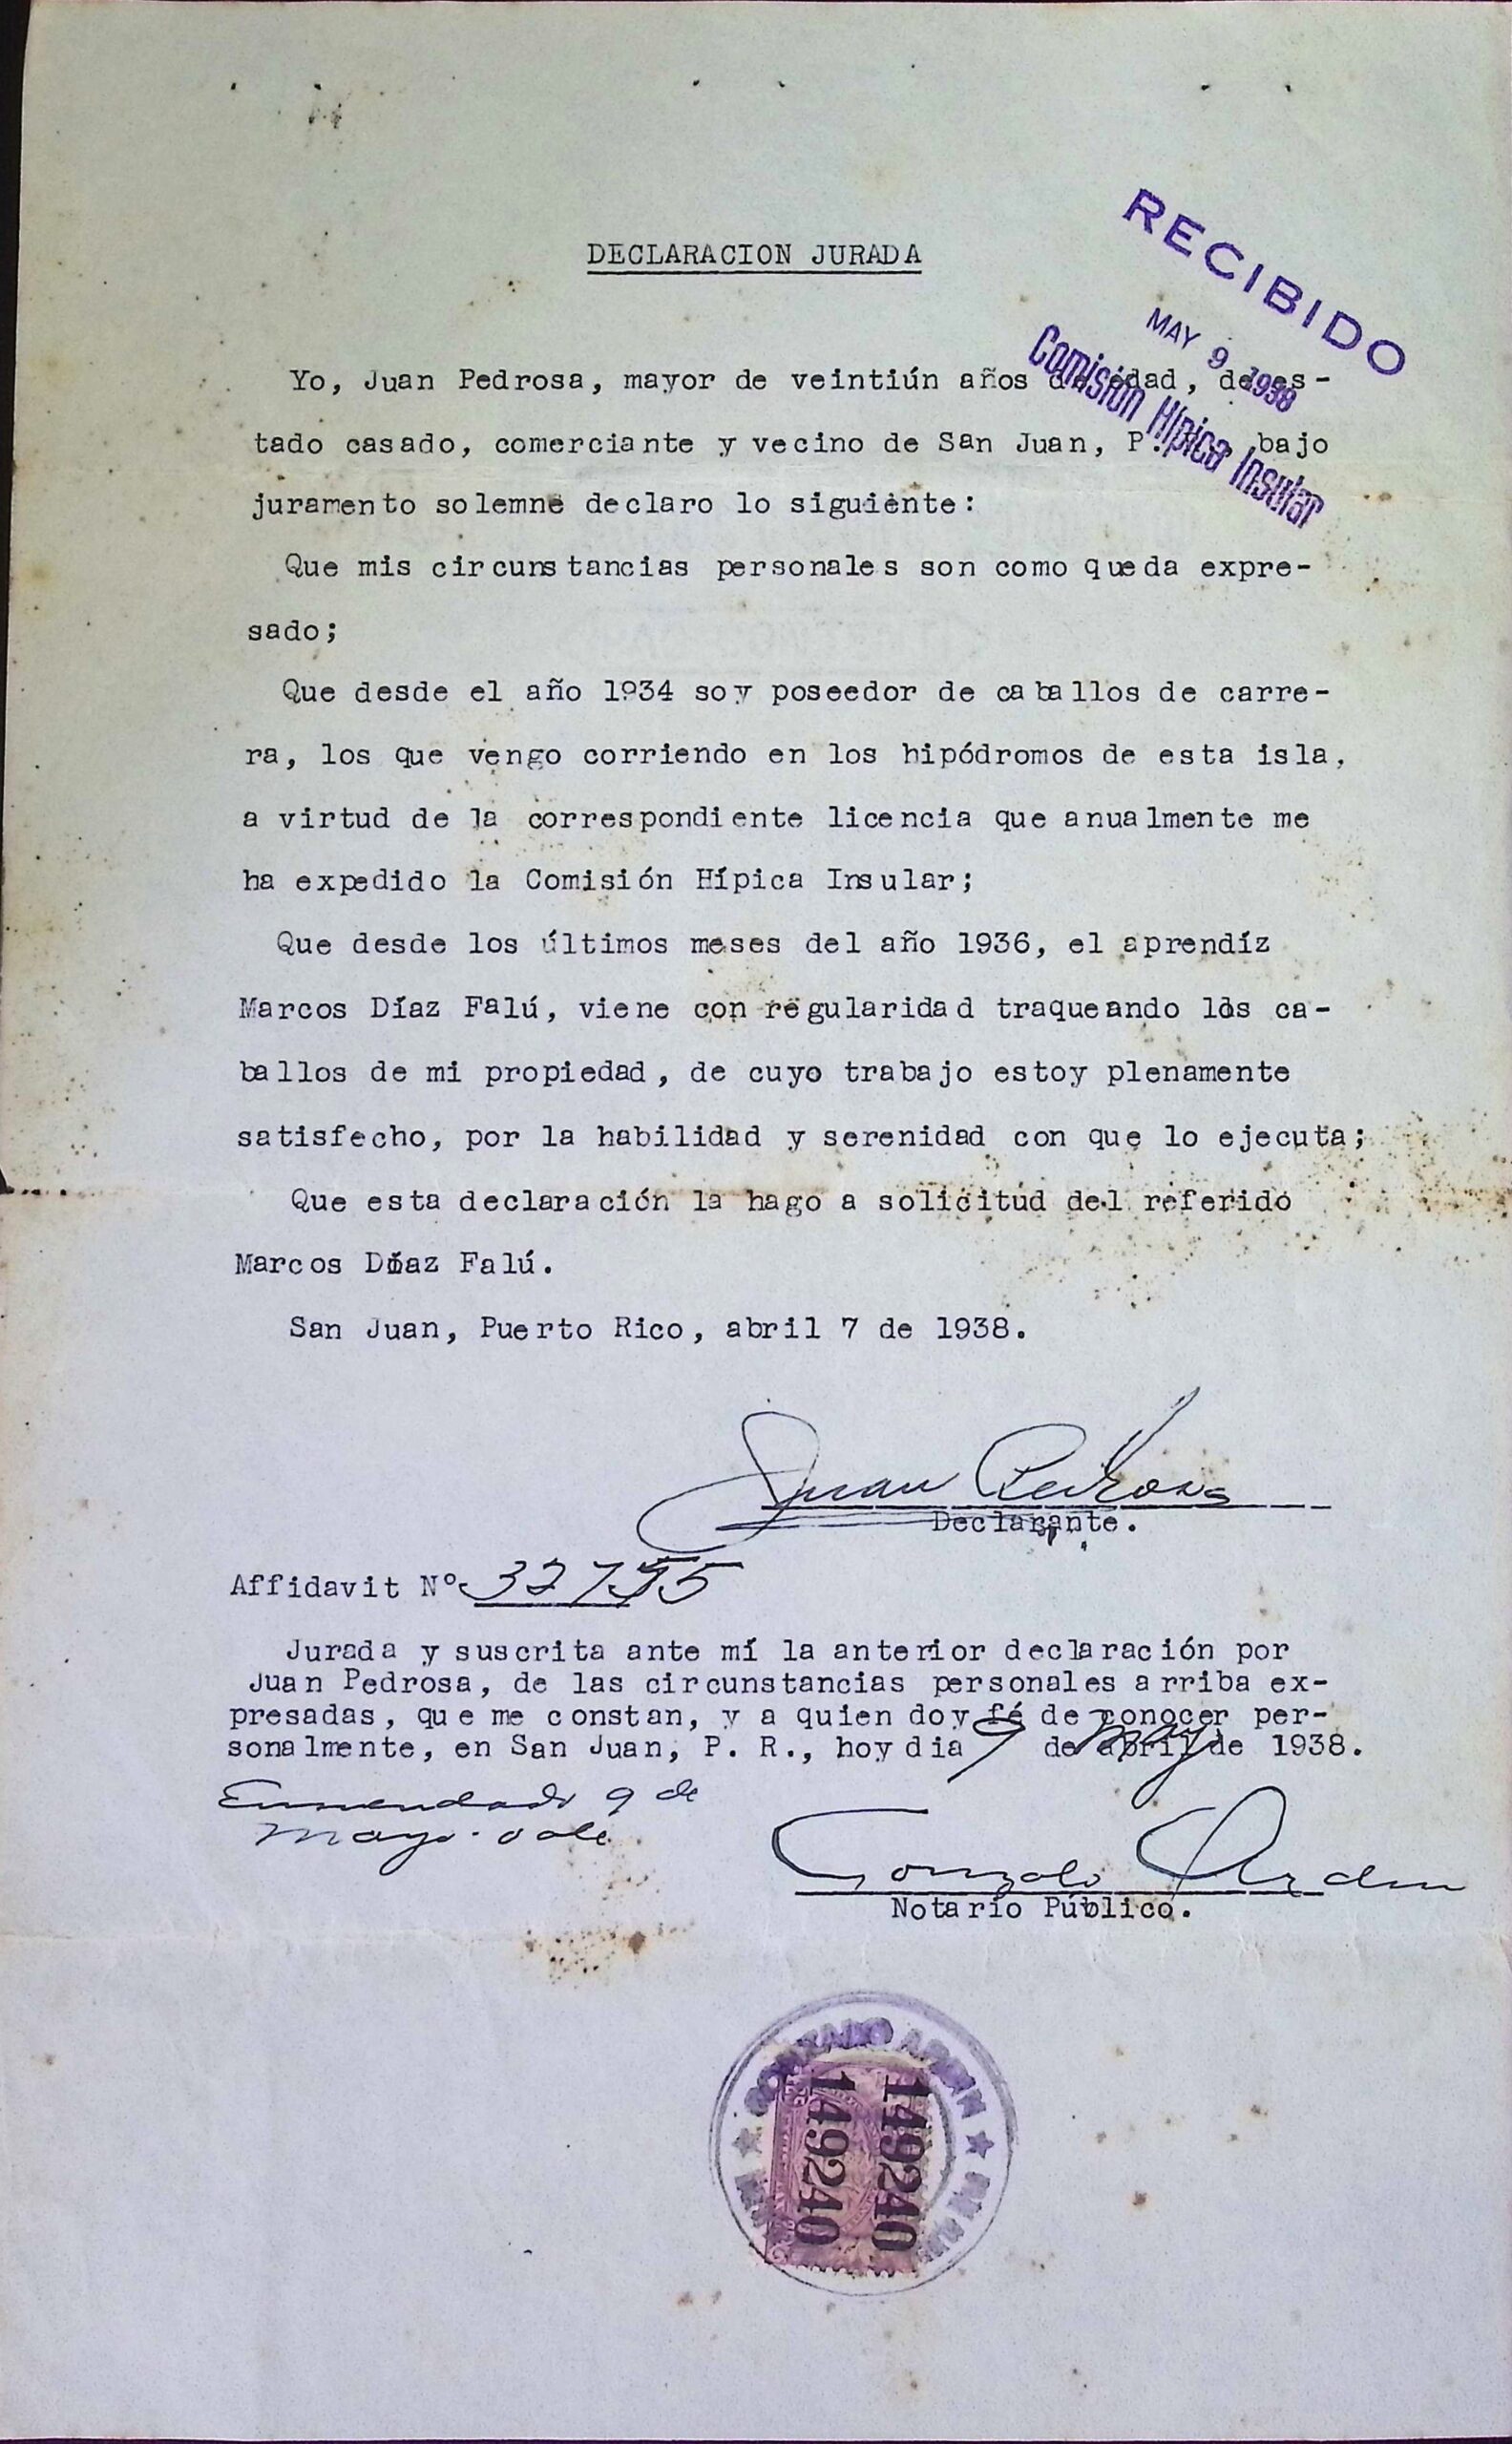 DECLARACION JURADA
RECIBIDO
MAY 9 1938
Comisión Hípica Insular
Yo, Juan Pedrosa, mayor de veintiún años de edad, de es-
tado casado, comerciante y vecino de San Juan, P. bajo
juramento solemne declaro lo siguiente:
Que mis circunstancias personales son como queda expre-
sado;
Que desde el año 1934 soy poseedor de caballos de carre-
ra, los que vengo corriendo en los hipódromos de esta isla,
a virtud de la correspondiente licencia que anualmente me
ha expedido la Comisión Hípica Insular;
Que desde los últimos meses del año 1936, el aprendíz
Marcos Díaz Falú, viene con regularidad traqueando los ca-
ballos de mi propiedad, de cuyo trabajo estoy plenamente
satisfecho, por la habilidad y serenidad con que lo ejecuta;
Que esta declaración la hago a solicitud del referido
Marcos Díaz Falú.
San Juan, Puerto Rico, abril 7 de 1938.
Juan Pedrosa
Declarante.
Affidavit Nº 32755
Jurada y suscrita ante mí la anterior declaración por
Juan Pedrosa, de las circunstancias personales arriba ex-
presadas, que me constan, y a quien doy fé de conocer per-
sonalmente, en San Juan, P. R., hoy dia 9 de abril de 1938.
mayo
Enmendado 9 de
mayo - vale.
Gonzalo
Notario Público.
GONZALO
149240
149240